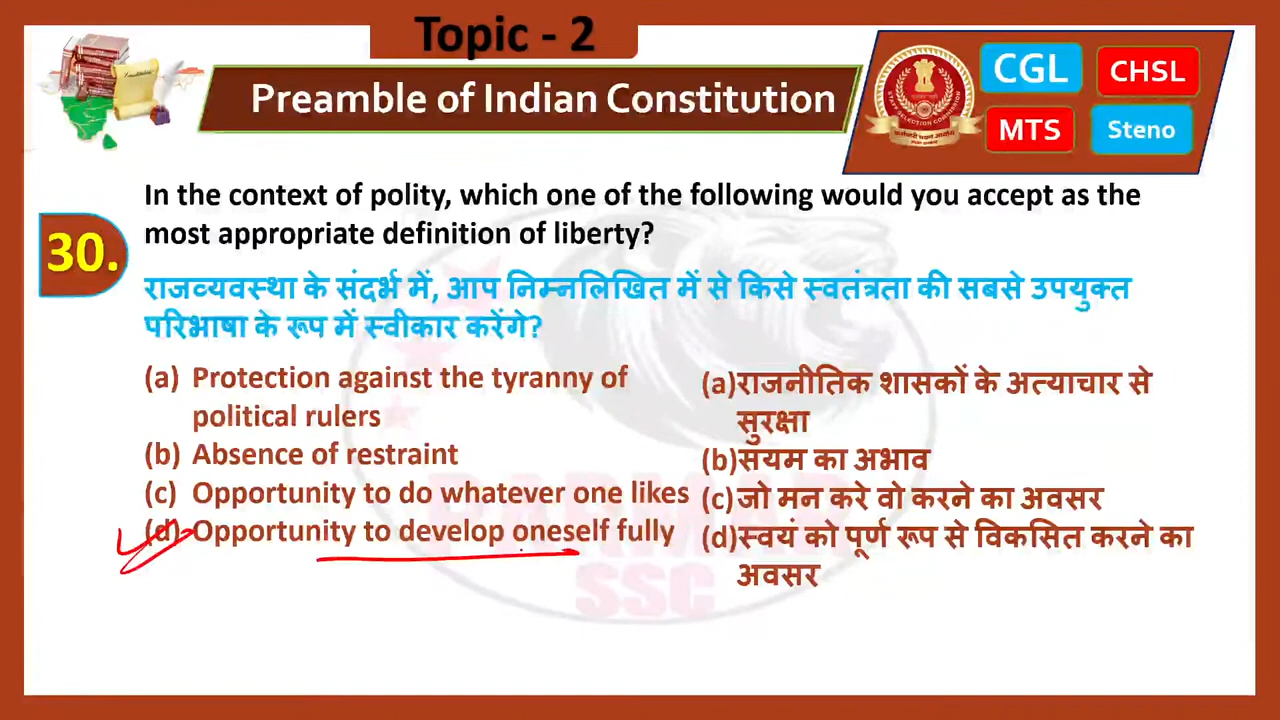 Topic - 2
Preamble of Indian Constitution
CGL
CHSL
MTS
Steno
30.
In the context of polity, which one of the following would you accept as the
most appropriate definition of liberty?
राजव्यवस्था के संदर्भ में, आप निम्नलिखित में से किसे स्वतंत्रता की सबसे उपयुक्त
परिभाषा के रूप में स्वीकार करेंगे?
(a) Protection against the tyranny of
political rulers
(b) Absence of restraint
(c) Opportunity to do whatever one likes
(d) Opportunity to develop oneself fully
(a)राजनीतिक शासकों के अत्याचार से
सुरक्षा
(b)संयम का अभाव
(c)जो मन करे वो करने का अवसर
(d)स्वयं को पूर्ण रूप से विकसित करने का
अवसर
PARMAR
SSC